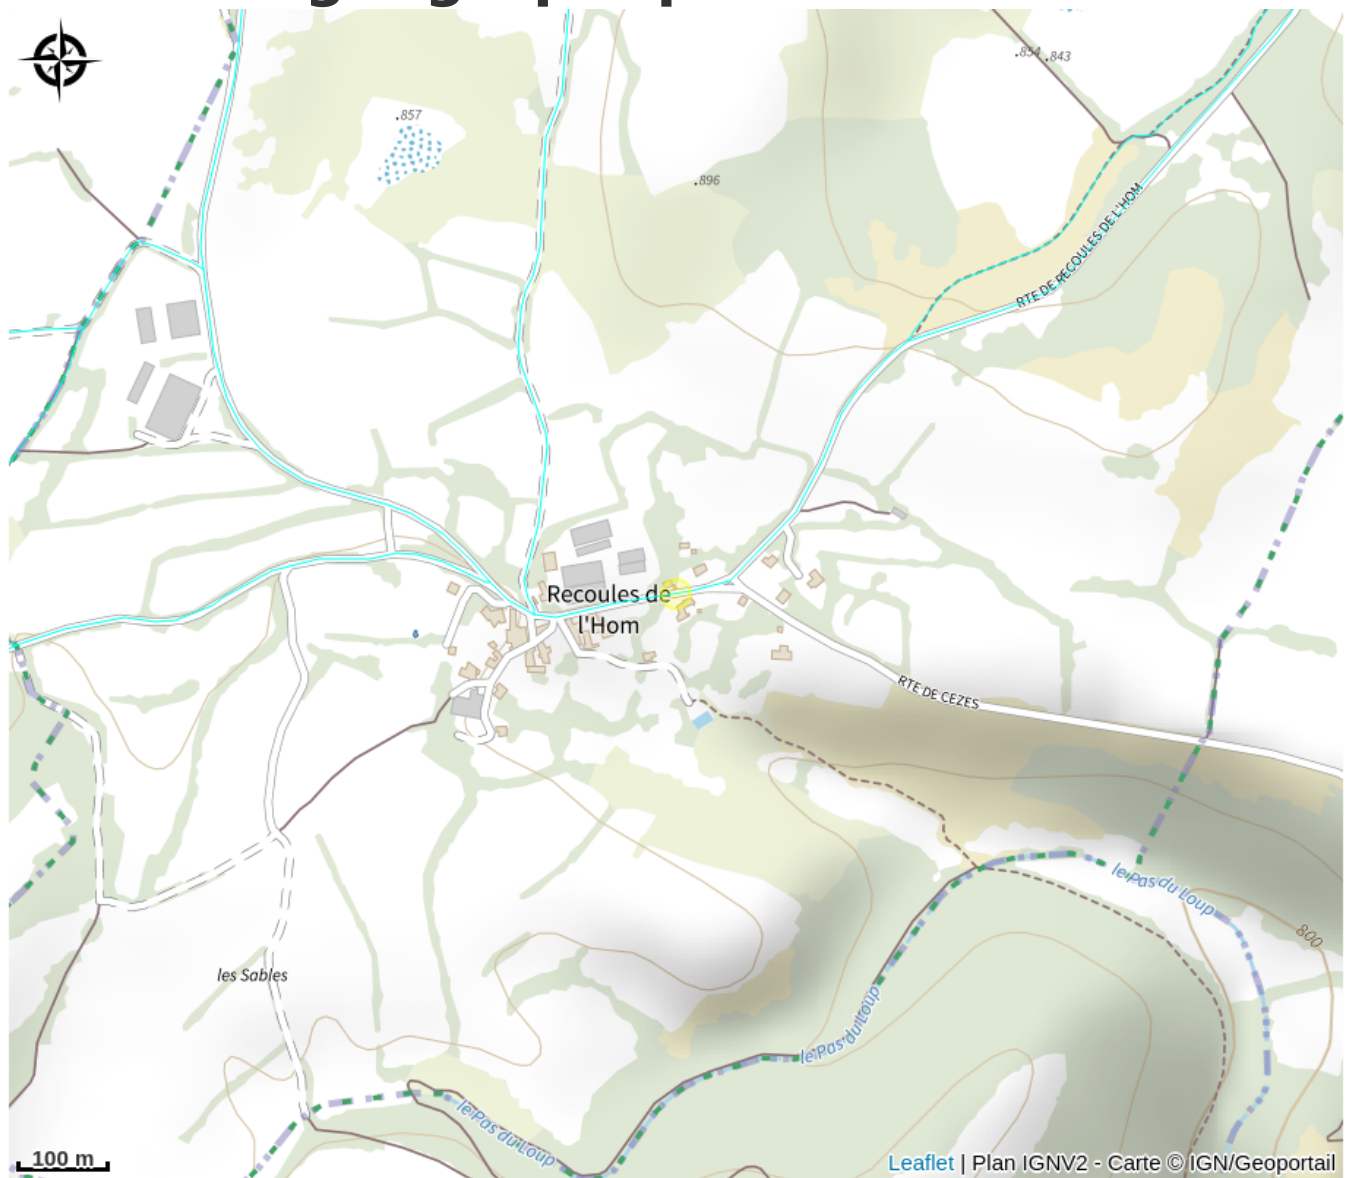 .854 .843
.857
.896
RTE DE RECOULES DE L'HOM
Recoules de
l'Hom
RTE DE CEZES
le Pas du Loup
800
les Sables
le Pas du Loup
le Pas du Loup
100 m
Leaflet | Plan IGNV2 - Carte © IGN/Geoportail